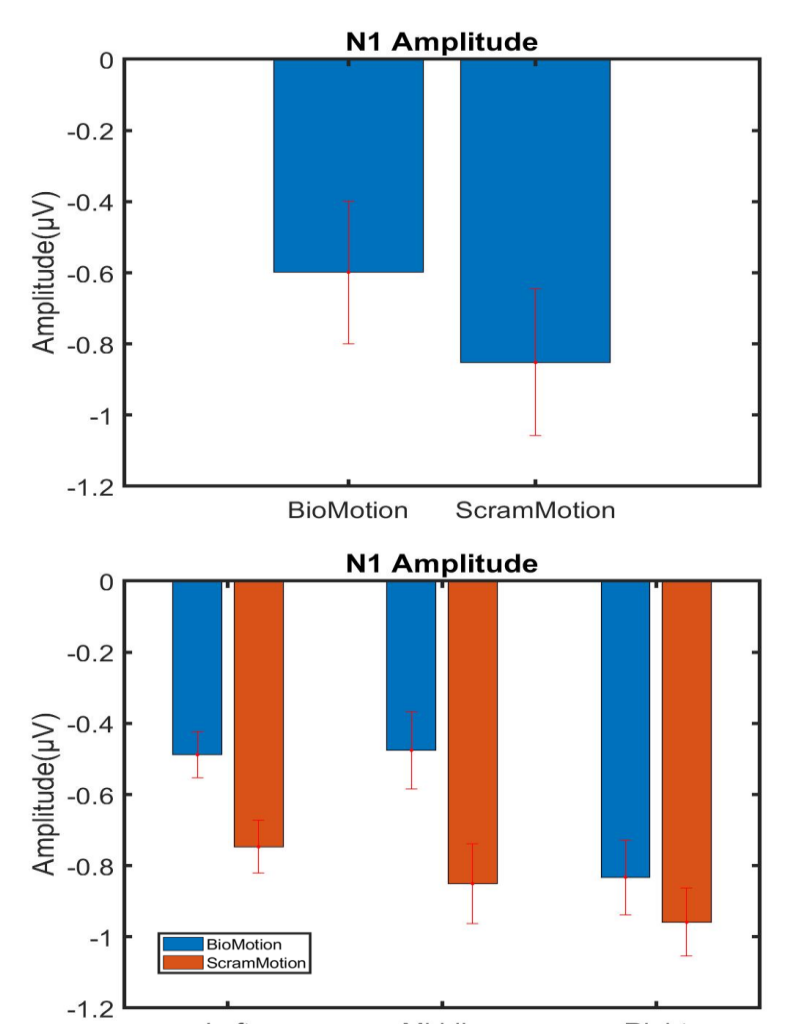 N1 Amplitude
0
-0.2
-0.4
-0.6
-0.8
-1
-1.2
Amplitude(µV)
BioMotion ScramMotion
N1 Amplitude
0
-0.2
-0.4
-0.6
-0.8
-1
-1.2
Amplitude(µV)
BioMotion
ScramMotion